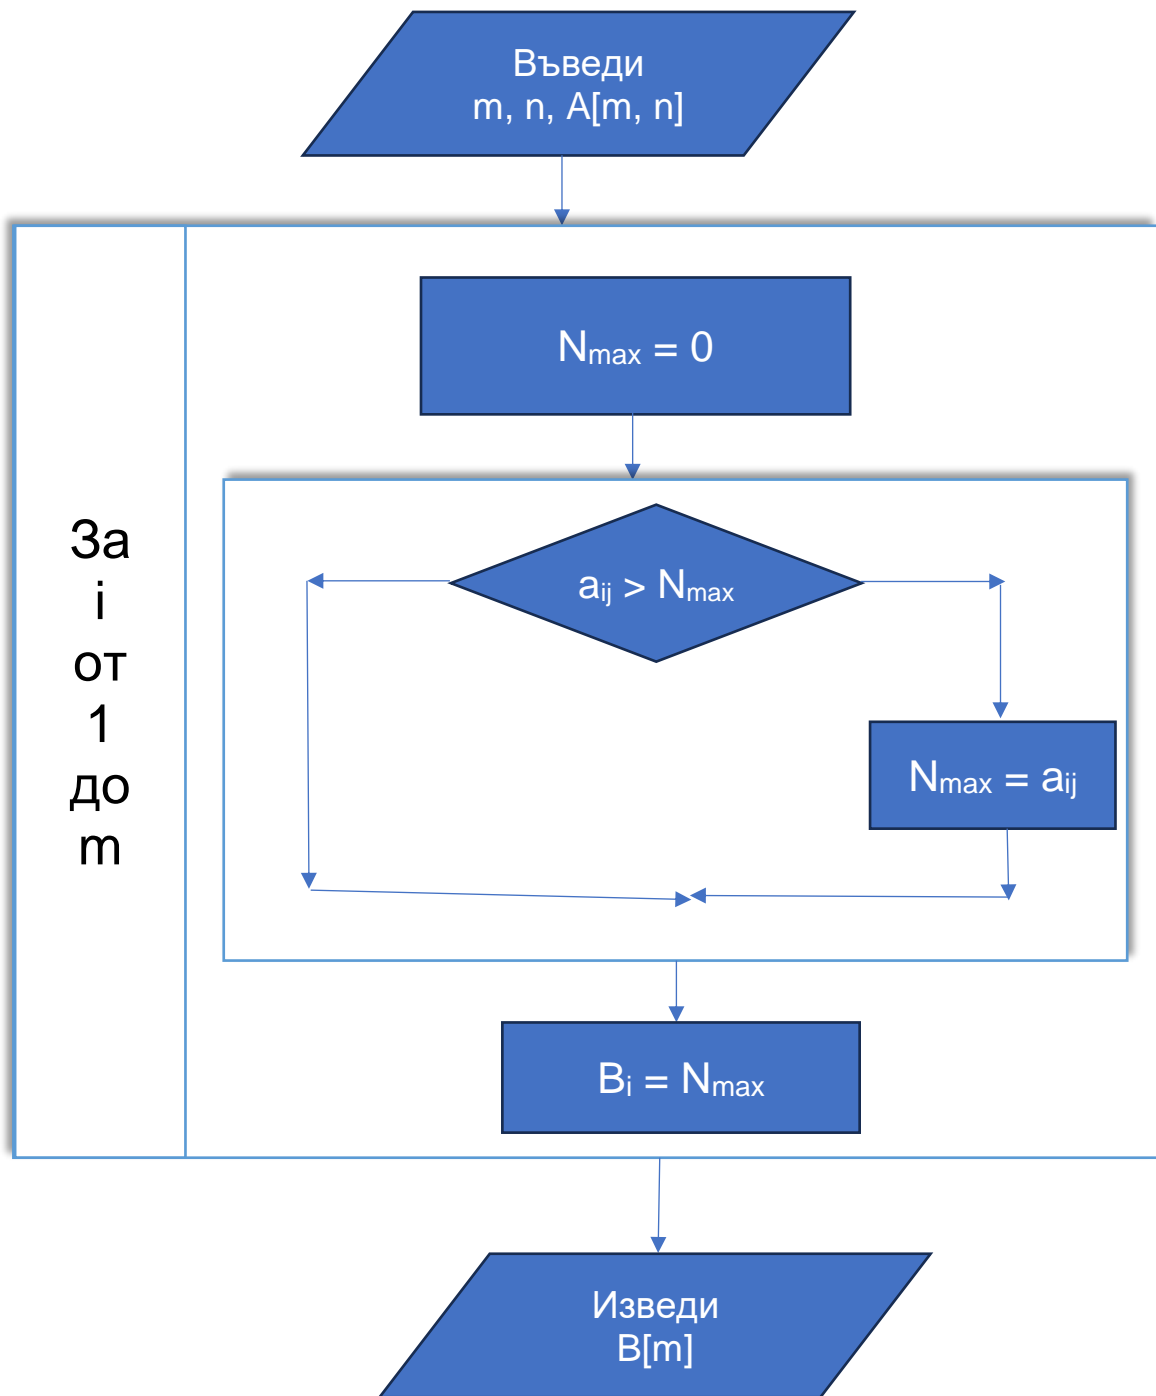 Въведи
m, n, A[m, n]
За
i
от
1
до
m
Nmax = 0
aij > Nmax
Nmax = aij
Bi = Nmax
Изведи
B[m]